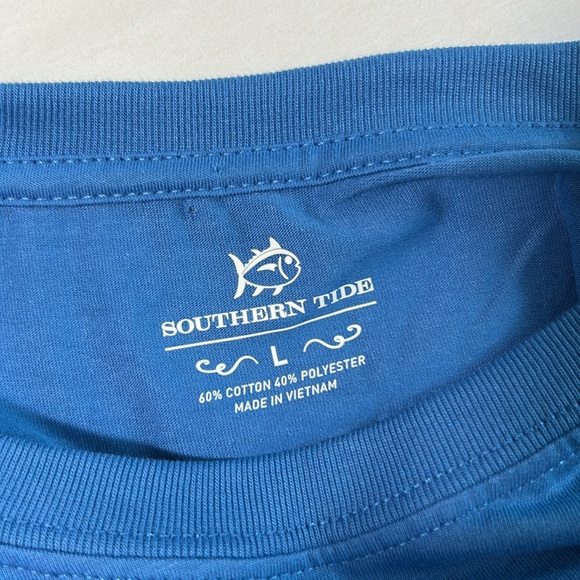 SOUTHERN TIDE
L
60% COTTON 40% POLYESTER
MADE IN VIETNAM